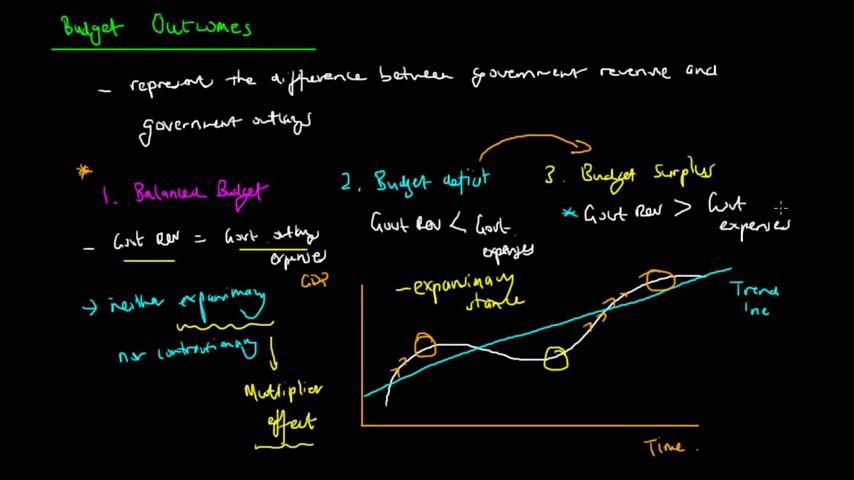 Budget Outcomes
- represent the difference between government revenue and
government outlays
* 1. Balanced Budget
- Govt Rev = Govt outlays
expenses
→ neither expansionary
nor contractionary
Multiplier
effect
2. Budget deficit
Govt Rev < Govt
expenses
- expansionary
stance
3. Budget Surplus
* Govt Rev > Govt
expenses
GDP
Trend
line
Time